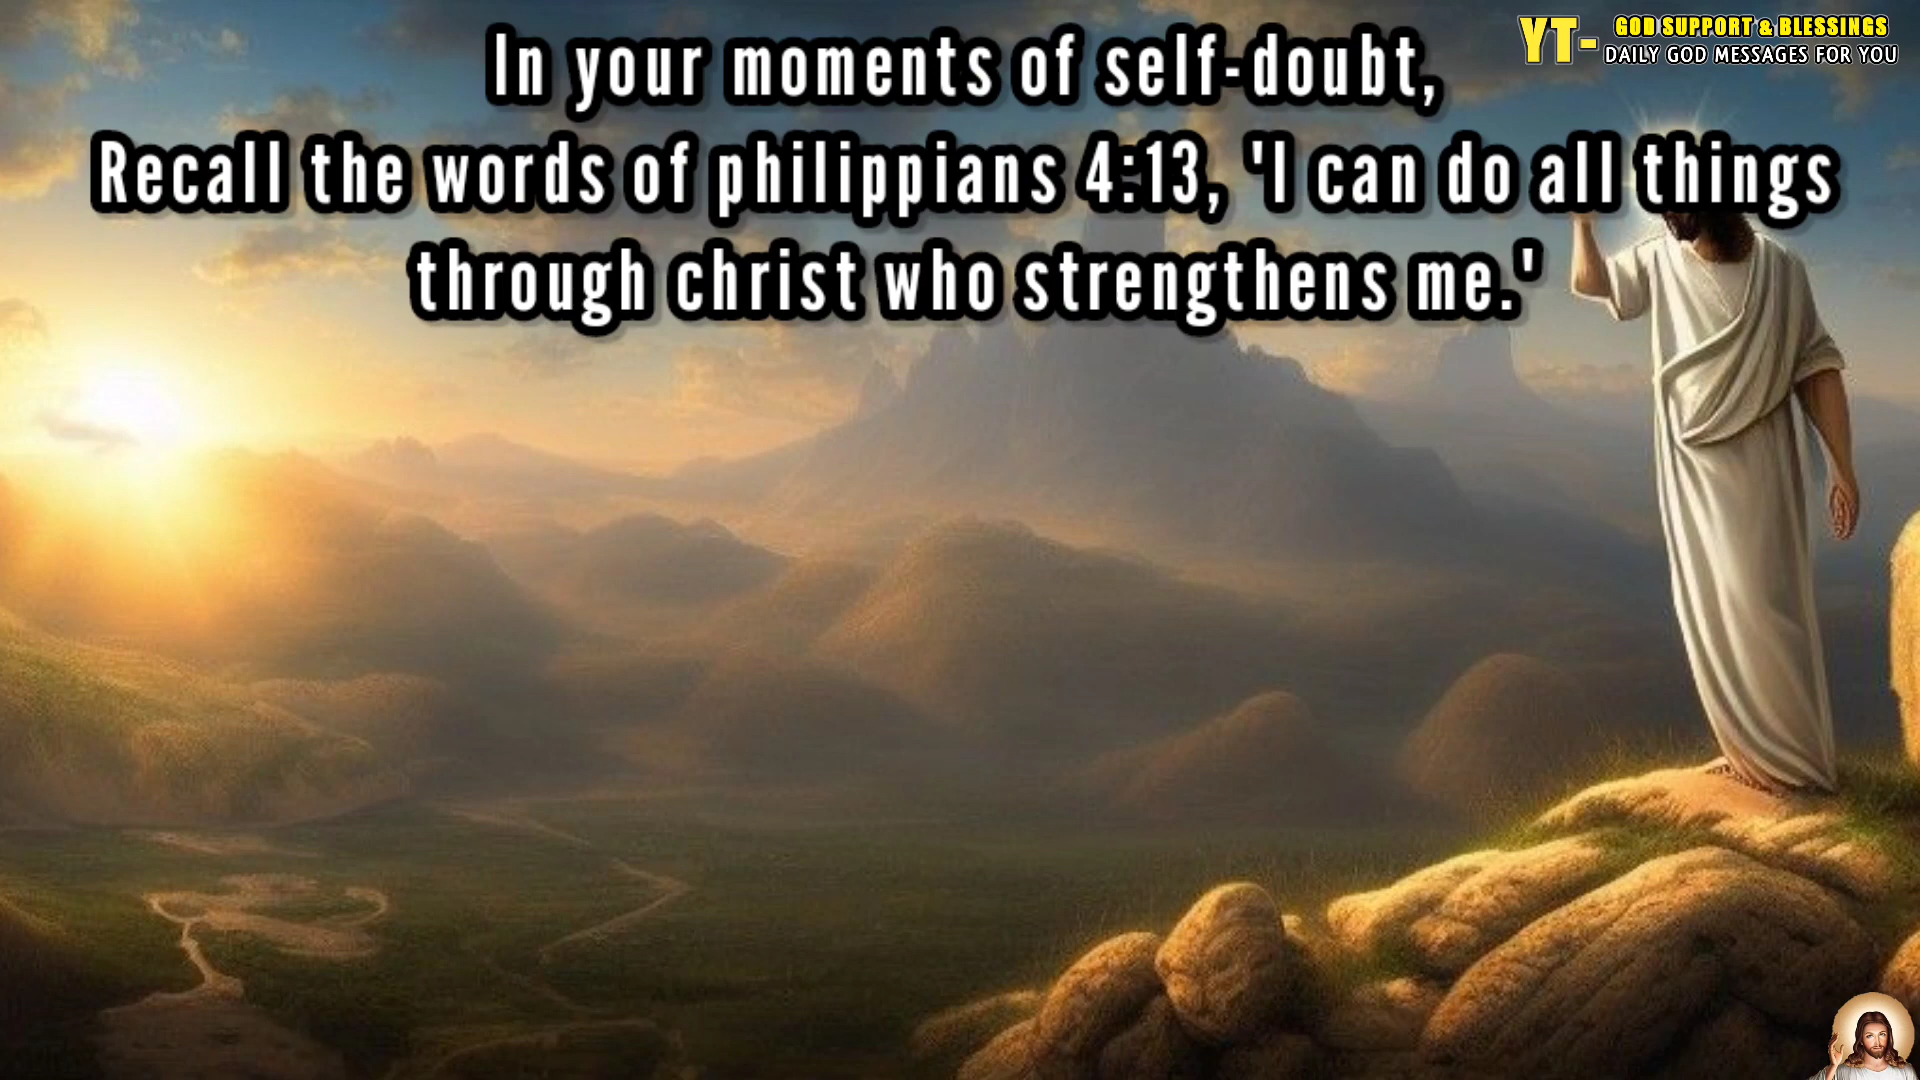 In your moments of self-doubt,
Recall the words of philippians 4:13, 'I can do all things
through christ who strengthens me.'
YT- GOD SUPPORT & BLESSINGS
DAILY GOD MESSAGES FOR YOU